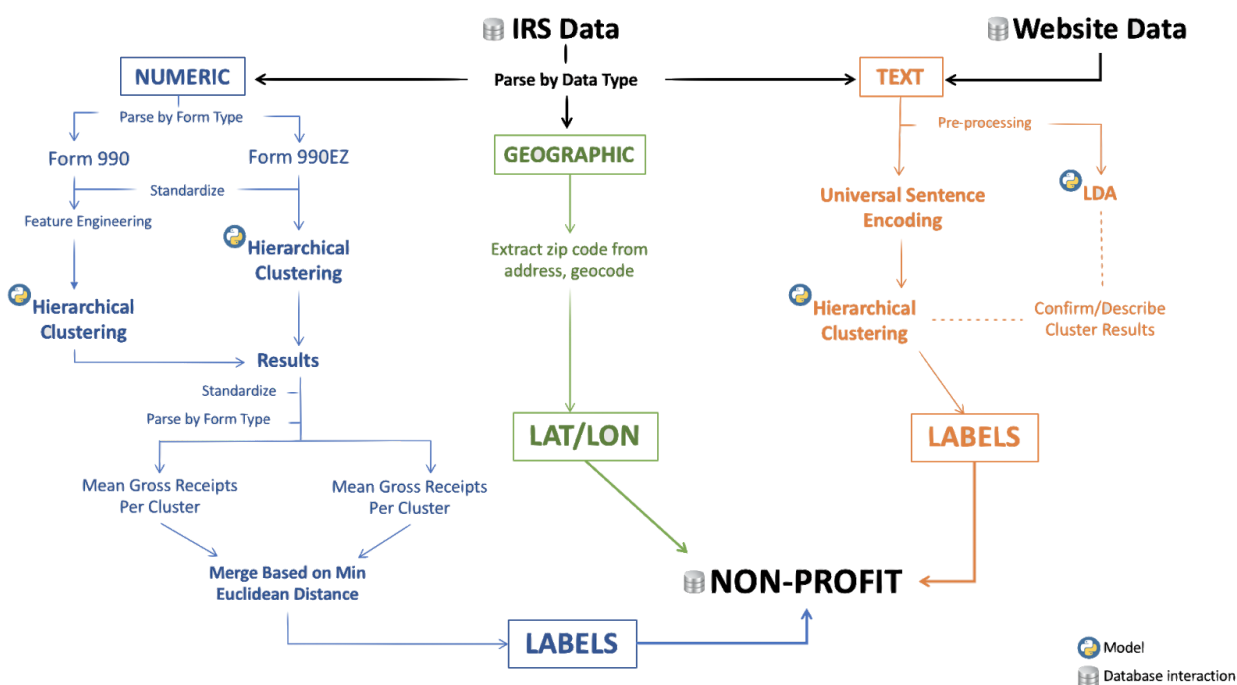 IRS Data
Website Data
NUMERIC
Parse by Data Type
TEXT
Parse by Form Type
Pre-processing
Form 990
Form 990EZ
GEOGRAPHIC
Standardize
Universal Sentence
Encoding
LDA
Feature Engineering
Hierarchical
Clustering
Extract zip code from
address, geocode
Hierarchical
Clustering
Hierarchical
Clustering
Confirm/Describe
Cluster Results
Results
Standardize
Parse by Form Type
LAT/LON
LABELS
Mean Gross Receipts
Per Cluster
Mean Gross Receipts
Per Cluster
Merge Based on Min
Euclidean Distance
NON-PROFIT
LABELS
Model
Database interaction